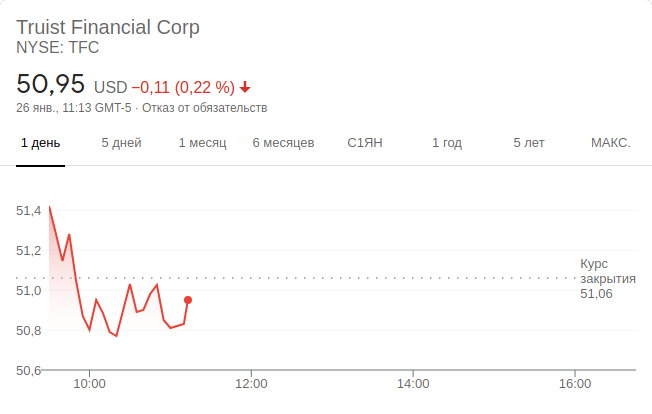 Truist Financial Corp
NYSE: TFC
50,95 USD −0,11 (0,22 %)
26 янв., 11:13 GMT-5 · Отказ от обязательств
1 день 5 дней 1 месяц 6 месяцев С1ЯН 1 год 5 лет МАКС.
51,4
51,2
Курс
закрытия
51,06
51,0
50,8
50,6
10:00 12:00 14:00 16:00